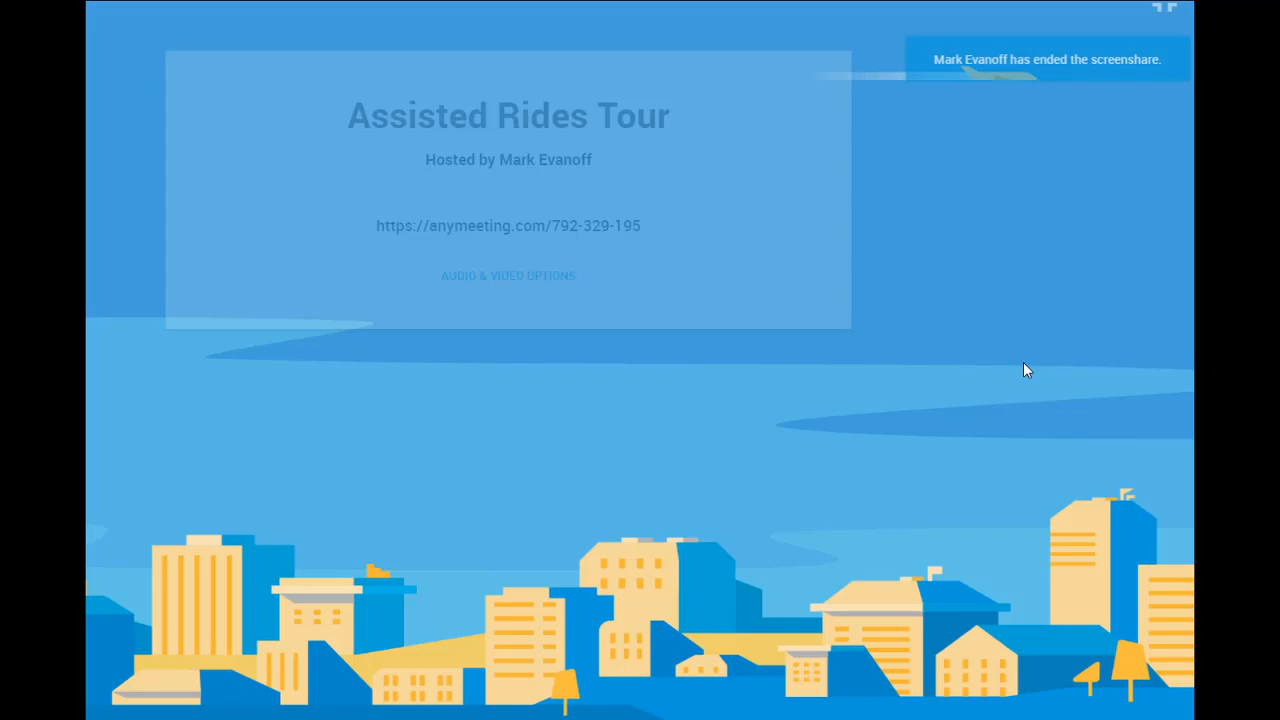 Mark Evanoff has ended the screenshare.
Assisted Rides Tour
Hosted by Mark Evanoff
https://anymeeting.com/792-329-195
AUDIO & VIDEO OPTIONS